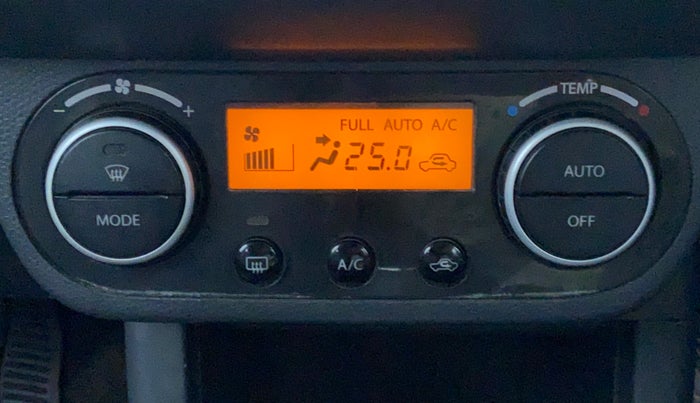 - + TEMP
FULL AUTO A/C
25.0
AUTO
MODE OFF
A/C